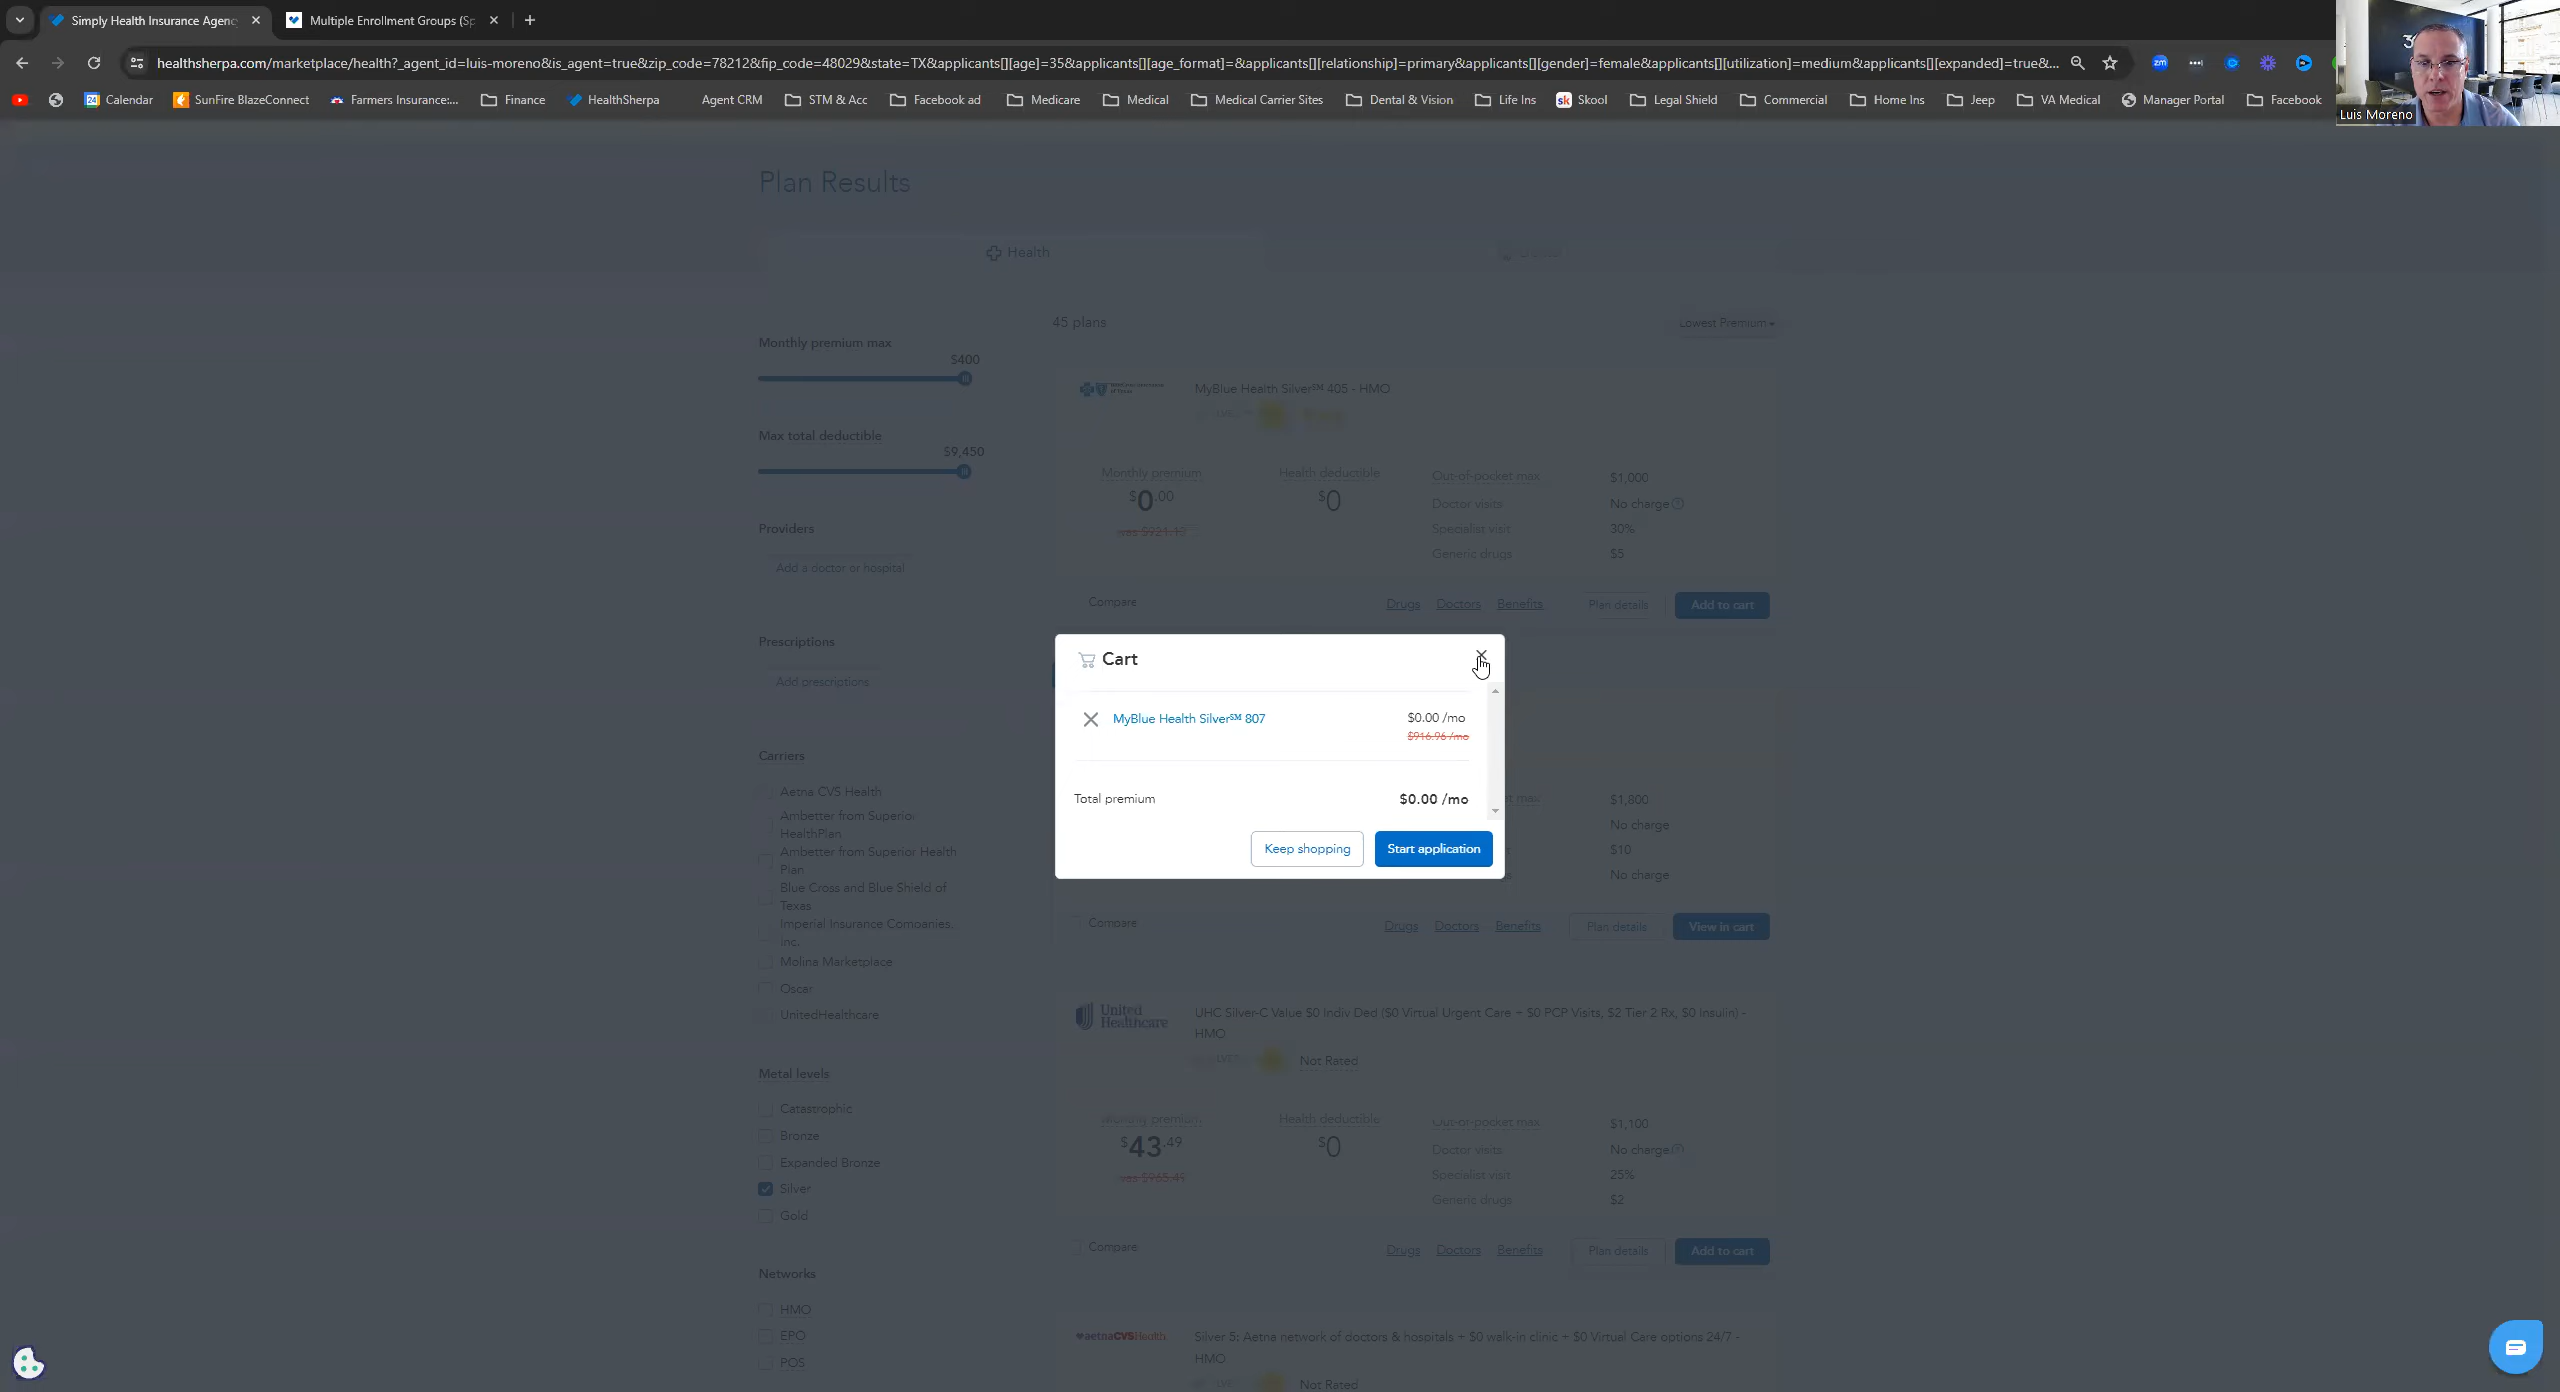 Simply Health Insurance Agenc
Multiple Enrollment Groups (Sp
healthsherpa.com/marketplace/health?_agent_id=luis-moreno&is_agent=true&zip_code=78212&fip_code=48029&state=TX&applicants[][age]=35&applicants[][age_format]=&applicants[][relationship]=primary&applicants[][gender]=female&applicants[][utilization]=medium&applicants[][expanded]=true&...
Calendar
SunFire BlazeConnect
Farmers Insurance:...
Finance
HealthSherpa
Agent CRM
STM & Acc
Facebook ad
Medicare
Medical
Medical Carrier Sites
Dental & Vision
Life Ins
Skool
Legal Shield
Commercial
Home Ins
Jeep
VA Medical
Manager Portal
Facebook
Luis Moreno
Plan Results
Health
45 plans
Lowest Premium
Monthly premium max
$400
Max total deductible
$9,450
Providers
Add a doctor or hospital
Prescriptions
Add prescriptions
Carriers
Aetna CVS Health
Ambetter from Superior
HealthPlan
Ambetter from Superior Health
Plan
Blue Cross and Blue Shield of
Texas
Imperial Insurance Companies,
Inc.
Molina Marketplace
Oscar
UnitedHealthcare
Metal levels
Catastrophic
Bronze
Expanded Bronze
Silver
Gold
Networks
HMO
EPO
POS
MyBlue Health Silver℠ 405 - HMO
Monthly premium
$0.00
was $921.13
Health deductible
$0
Out-of-pocket max $1,000
Doctor visits No charge
Specialist visit 30%
Generic drugs $5
Compare
Drugs Doctors Benefits Plan details Add to cart
Cart
MyBlue Health Silver℠ 807 $0.00 /mo
$916.96 /mo
Total premium $0.00 /mo
Keep shopping Start application
max $1,800
No charge
$10
No charge
Compare
Drugs Doctors Benefits Plan details View in cart
United
Healthcare
UHC Silver-C Value $0 Indiv Ded ($0 Virtual Urgent Care + $0 PCP Visits, $2 Tier 2 Rx, $0 Insulin) -
HMO
Not Rated
Monthly premium
$43.49
was $965.49
Health deductible
$0
Out-of-pocket max $1,100
Doctor visits No charge
Specialist visit 25%
Generic drugs $2
Compare
Drugs Doctors Benefits Plan details Add to cart
aetna CVSHealth.
Silver 5: Aetna network of doctors & hospitals + $0 walk-in clinic + $0 Virtual Care options 24/7 -
HMO
Not Rated